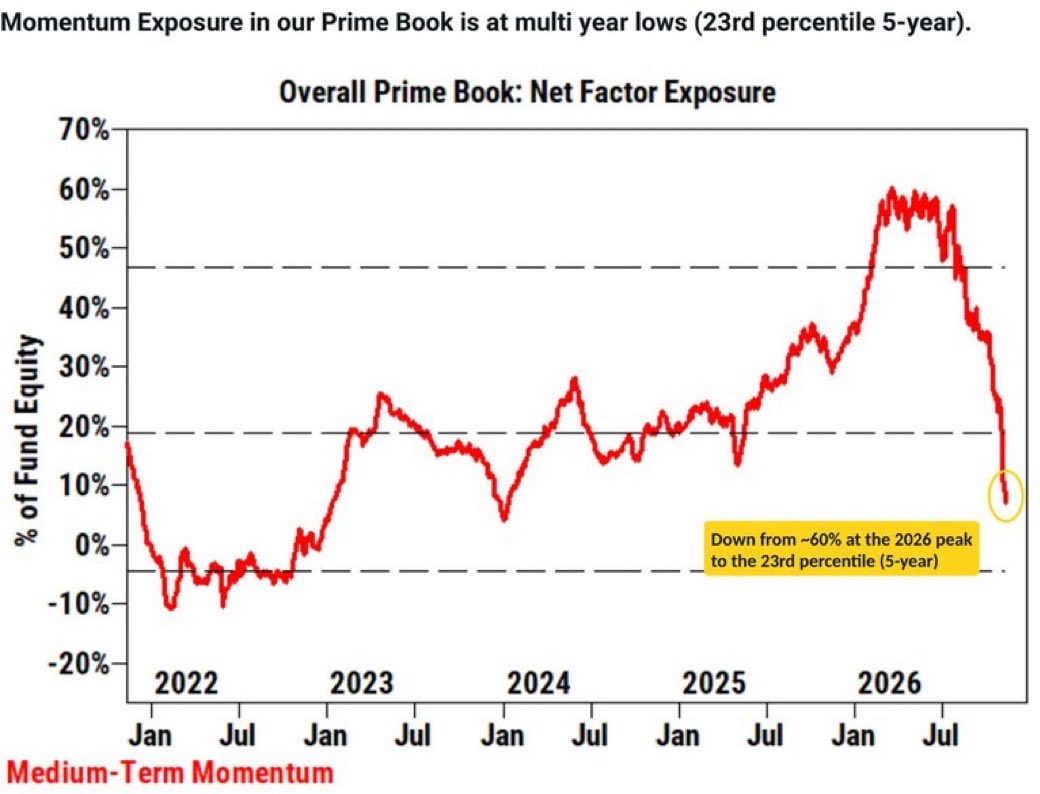 Momentum Exposure in our Prime Book is at multi year lows (23rd percentile 5-year).
Overall Prime Book: Net Factor Exposure
% of Fund Equity
70%
60%
50%
40%
30%
20%
10%
0%
-10%
-20%
Down from ~60% at the 2026 peak
to the 23rd percentile (5-year)
2022 2023 2024 2025 2026
Jan Jul Jan Jul Jan Jul Jan Jul Jan Jul
Medium-Term Momentum